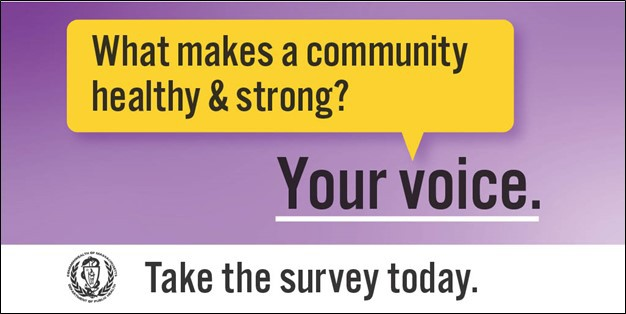 What makes a community
healthy & strong?
Your voice.
Take the survey today.